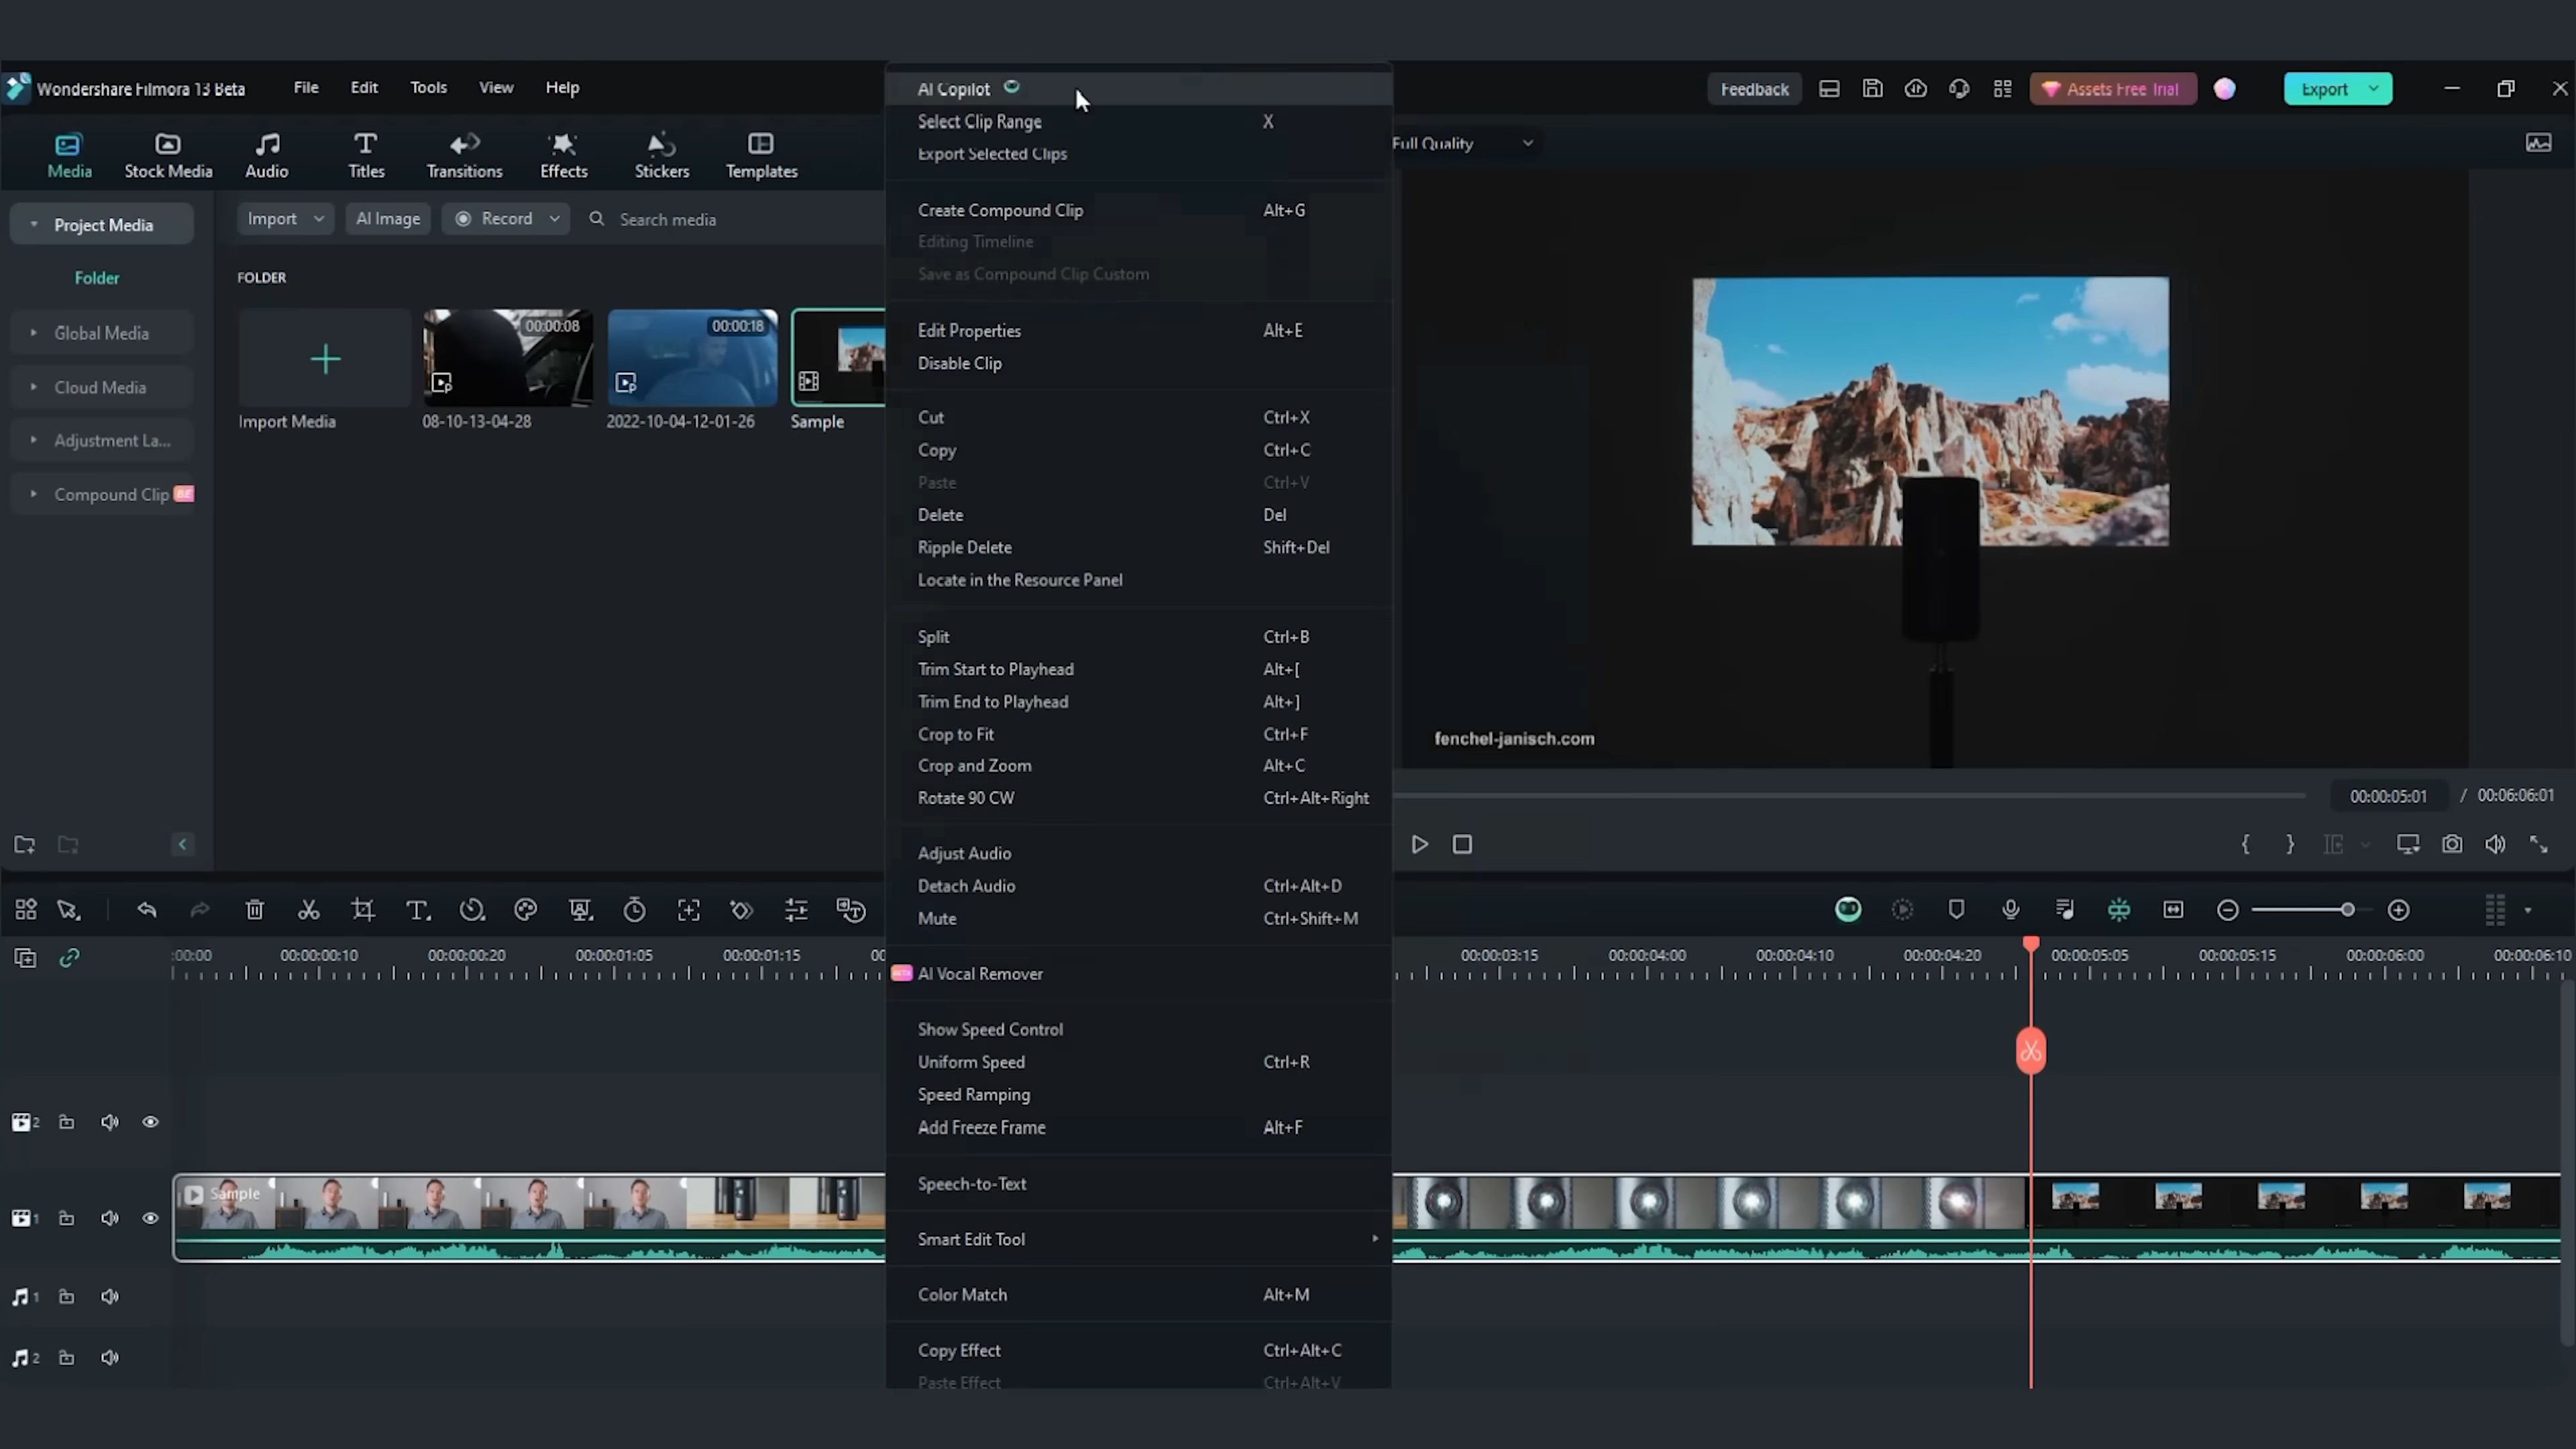 Wondershare Filmora 13 Beta
File
Edit
Tools
View
Help
Feedback
Assets Free Trial
Export
Media
Stock Media
Audio
Titles
Transitions
Effects
Stickers
Templates
Full Quality
Project Media
Folder
Global Media
Cloud Media
Adjustment La...
Compound Clip
Import
AI Image
Record
Search media
FOLDER
00:00:08
00:00:18
Import Media
08-10-13-04-28
2022-10-04-12-01-26
Sample
AI Copilot
Select Clip Range X
Export Selected Clips
Create Compound Clip Alt+G
Editing Timeline
Save as Compound Clip Custom
Edit Properties Alt+E
Disable Clip
Cut Ctrl+X
Copy Ctrl+C
Paste Ctrl+V
Delete Del
Ripple Delete Shift+Del
Locate in the Resource Panel
Split Ctrl+B
Trim Start to Playhead Alt+[
Trim End to Playhead Alt+]
Crop to Fit Ctrl+F
Crop and Zoom Alt+C
Rotate 90 CW Ctrl+Alt+Right
Adjust Audio
Detach Audio Ctrl+Alt+D
Mute Ctrl+Shift+M
BETA AI Vocal Remover
Show Speed Control
Uniform Speed Ctrl+R
Speed Ramping
Add Freeze Frame Alt+F
Speech-to-Text
Smart Edit Tool
Color Match Alt+M
Copy Effect Ctrl+Alt+C
Paste Effect Ctrl+Alt+V
fenchel-janisch.com
00:00:05:01 / 00:06:06:01
:00:00
00:00:00:10
00:00:00:20
00:00:01:05
00:00:01:15
00
00:00:03:15
00:00:04:00
00:00:04:10
00:00:04:20
00:00:05:05
00:00:05:15
00:00:06:00
00:00:06:10
2
1
Sample
1
2